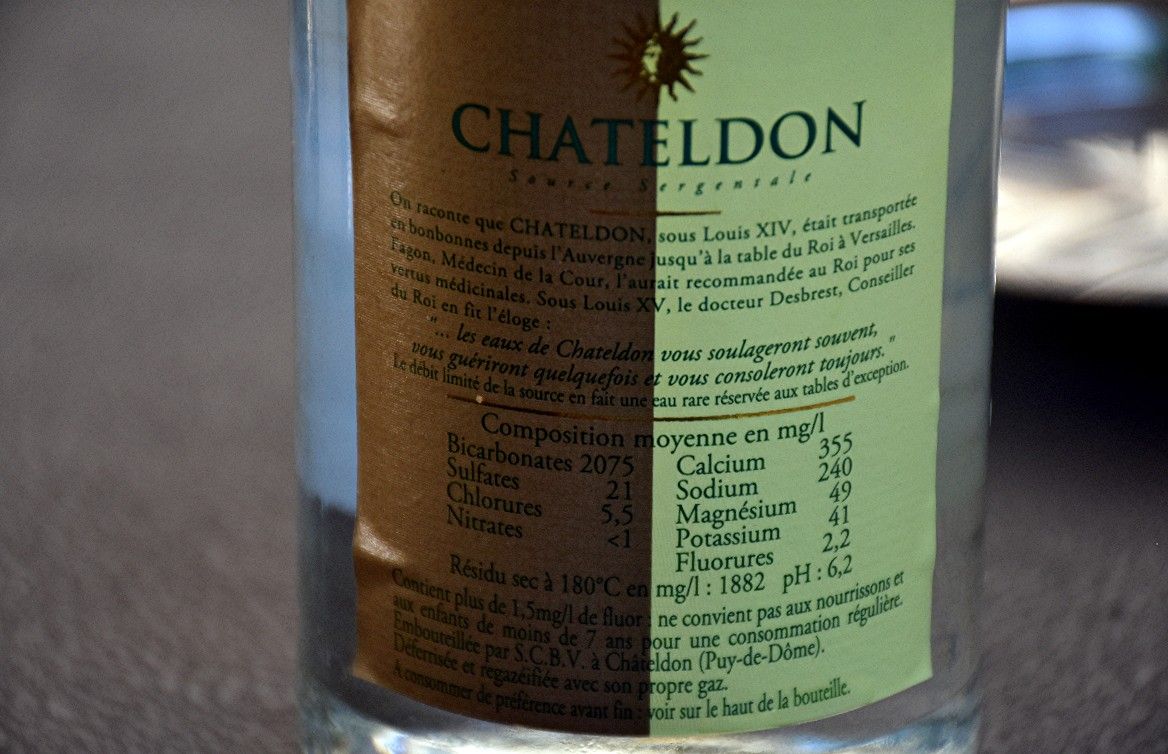 CHATELDON
Source Sergentale
On raconte que CHATELDON, sous Louis XIV, était transportée
en bonbonnes depuis l'Auvergne jusqu'à la table du Roi à Versailles.
Fagon, Médecin de la Cour, l'aurait recommandée au Roi pour ses
vertus médicinales. Sous Louis XV, le docteur Desbrest, Conseiller
du Roi en fit l'éloge :
"... les eaux de Chateldon vous soulageront souvent,
vous guériront quelquefois et vous consoleront toujours. "
Le débit limité de la source en fait une eau rare réservée aux tables d'exception.
Composition moyenne en mg/l
Bicarbonates 2075 Calcium 355
Sulfates 21 Sodium 240
Chlorures 5,5 Magnésium 49
Nitrates <1 Potassium 41
Fluorures 2,2
Résidu sec à 180°C en mg/l : 1882 pH : 6,2
Contient plus de 1,5mg/l de fluor : ne convient pas aux nourrissons et
aux enfants de moins de 7 ans pour une consommation régulière.
Embouteillée par S.C.B.V. à Châteldon (Puy-de-Dôme).
Déferrisée et regazéifiée avec son propre gaz.
A consommer de préférence avant fin : voir sur le haut de la bouteille.